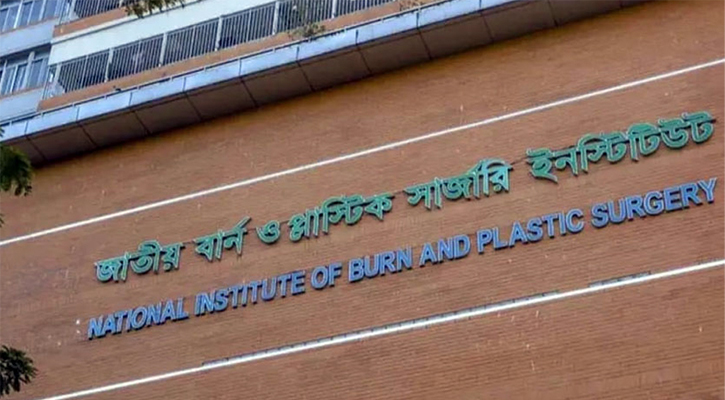 জাতীয় বার্ন ও প্লাস্টিক সার্জারি ইনস্টিটিউট
NATIONAL INSTITUTE OF BURN AND PLASTIC SURGERY